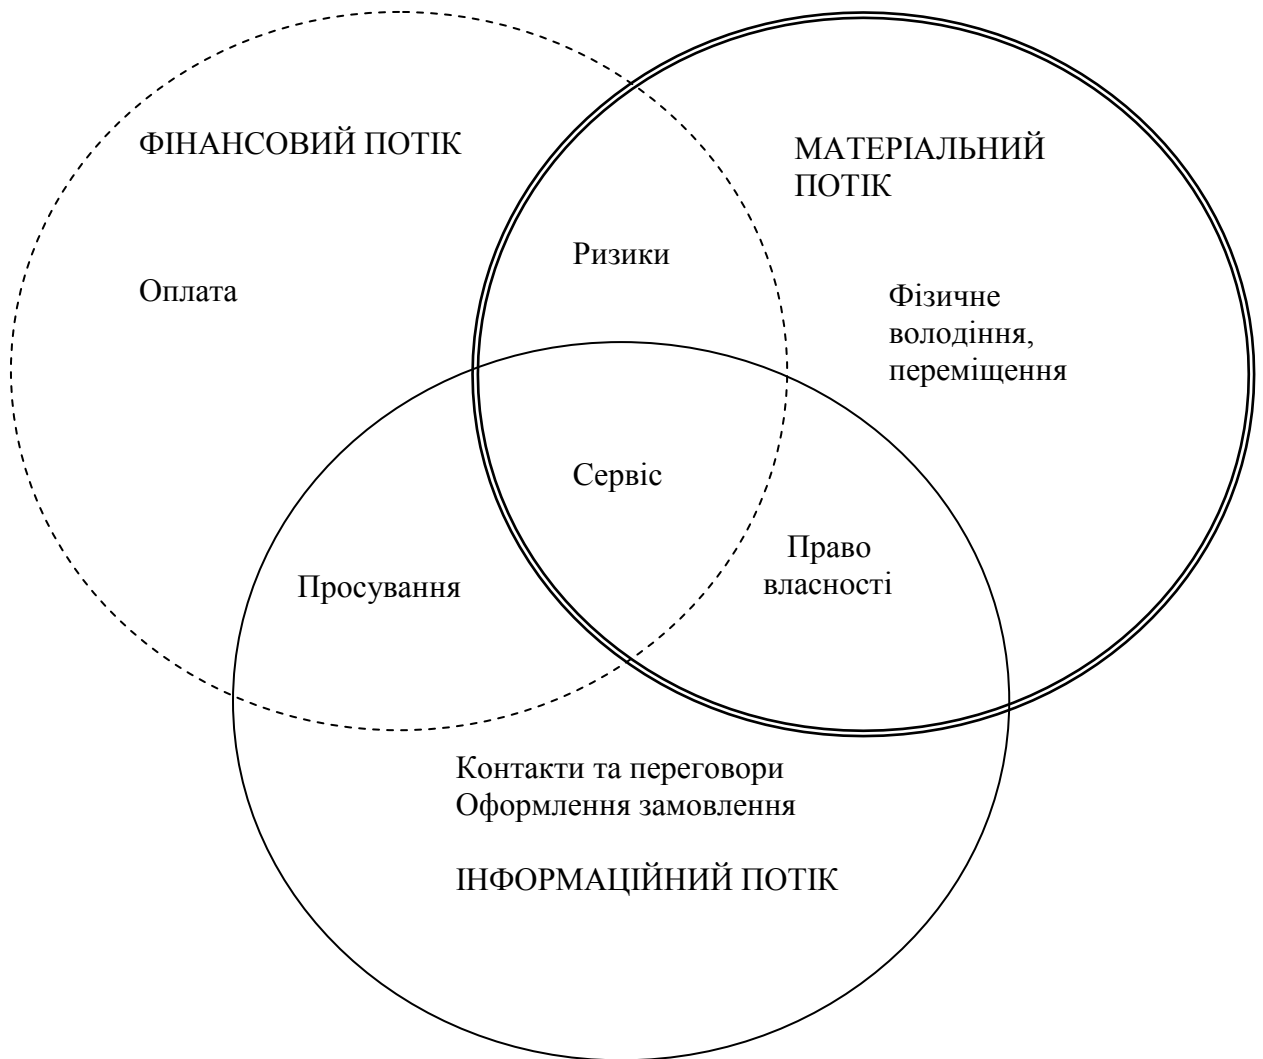 ФІНАНСОВИЙ ПОТІК
МАТЕРІАЛЬНИЙ
ПОТІК
Ризики
Оплата
Фізичне
володіння,
переміщення
Сервіс
Право
власності
Просування
Контакти та переговори
Оформлення замовлення
ІНФОРМАЦІЙНИЙ ПОТІК